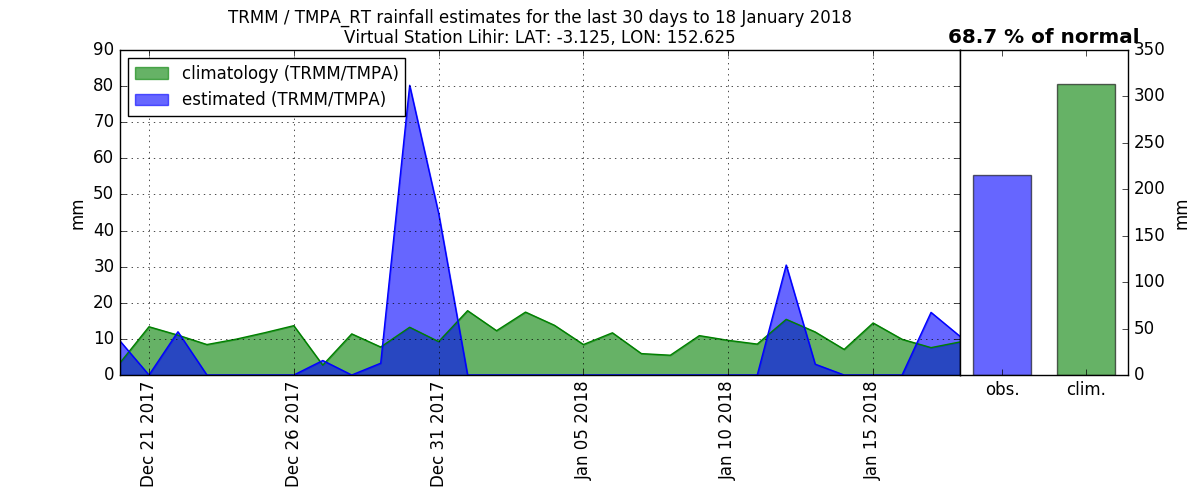 TRMM / TMPA_RT rainfall estimates for the last 30 days to 18 January 2018
Virtual Station Lihir: LAT: -3.125, LON: 152.625
68.7 % of normal
climatology (TRMM/TMPA)
estimated (TRMM/TMPA)
90
80
70
60
50
40
30
20
10
0
mm
Dec 21 2017
Dec 26 2017
Dec 31 2017
Jan 05 2018
Jan 10 2018
Jan 15 2018
350
300
250
200
150
100
50
0
mm
obs.
clim.